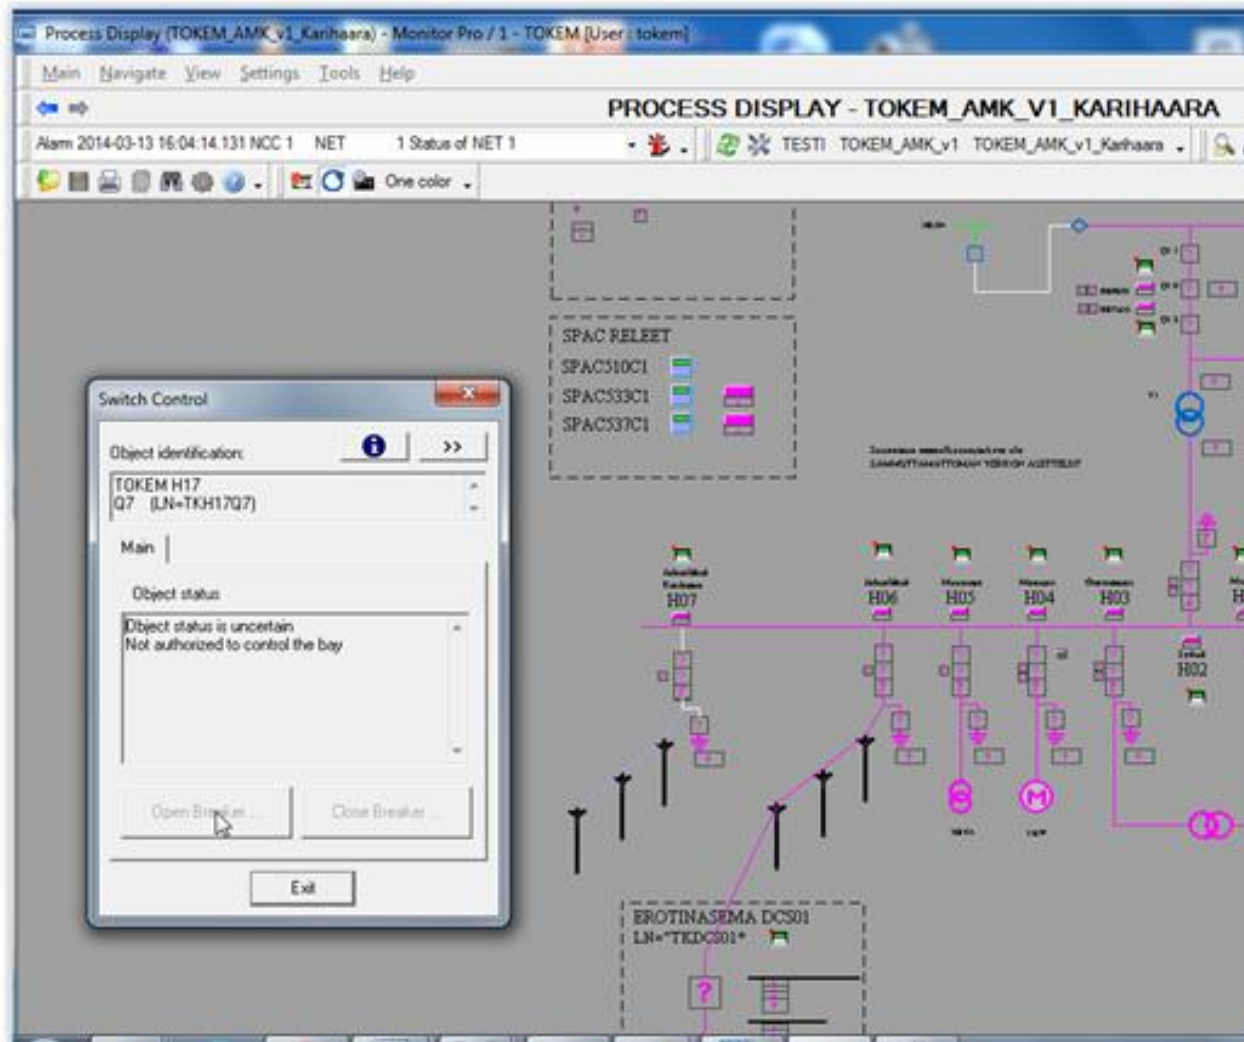 Process Display (TOKEM_AMK_v1_Karihaara) - Monitor Pro / 1 - TOKEM [User : tokem]
Main Navigate View Settings Tools Help
PROCESS DISPLAY - TOKEM_AMK_V1_KARIHAARA
Alarm 2014-03-13 16:04:14.131 NCC 1 NET 1 Status of NET 1
TESTI TOKEM_AMK_v1 TOKEM_AMK_v1_Karihaara
One color
SPAC RELEET
SPAC510C1
SPAC533C1
SPAC537C1
Switch Control
Object identification:
>>
TOKEM H17
Q7 (LN=TKH17Q7)
Main
Object status
Object status is uncertain
Not authorized to control the bay
Open Breaker ...
Close Breaker ...
Exit
H07
H06
H05
H04
H03
H02
M
EROTINASEMA DCS01
LN="TKDCS01"
?